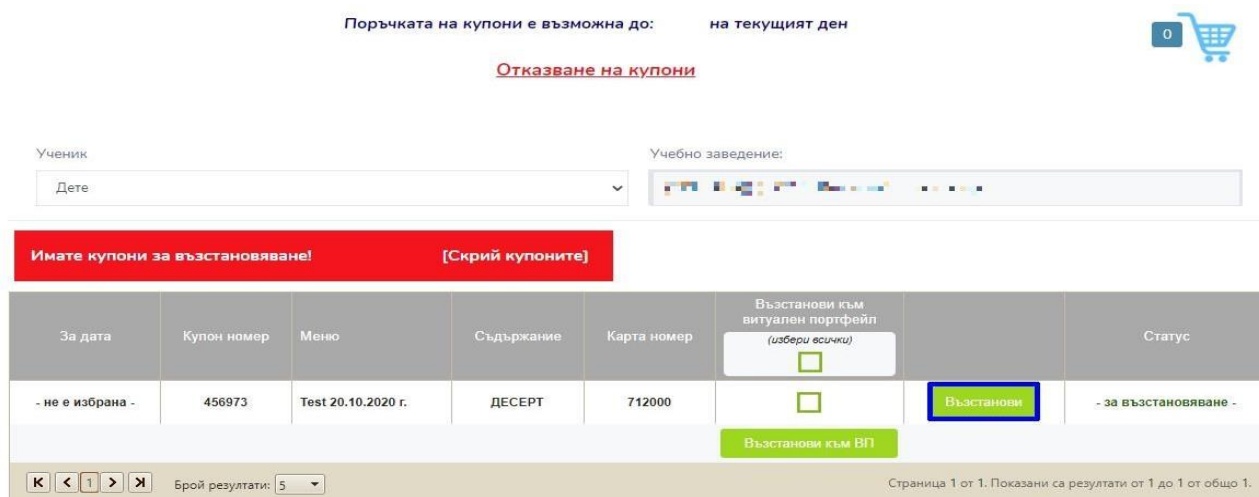 Поръчката на купони е възможна до: на текущият ден
0
Отказване на купони
Ученик
Учебно заведение:
Дете
Имате купони за възстановяване! [Скрий купоните]
За дата
Купон номер
Меню
Съдържание
Карта номер
Възстанови към
витуален портфейл
(избери всички)
Статус
- не е избрана -
456973
Test 20.10.2020 г.
ДЕСЕРТ
712000
Възстанови
- за възстановяване -
Възстанови към ВП
1
Брой резултати: 5
Страница 1 от 1. Показани са резултати от 1 до 1 от общо 1.